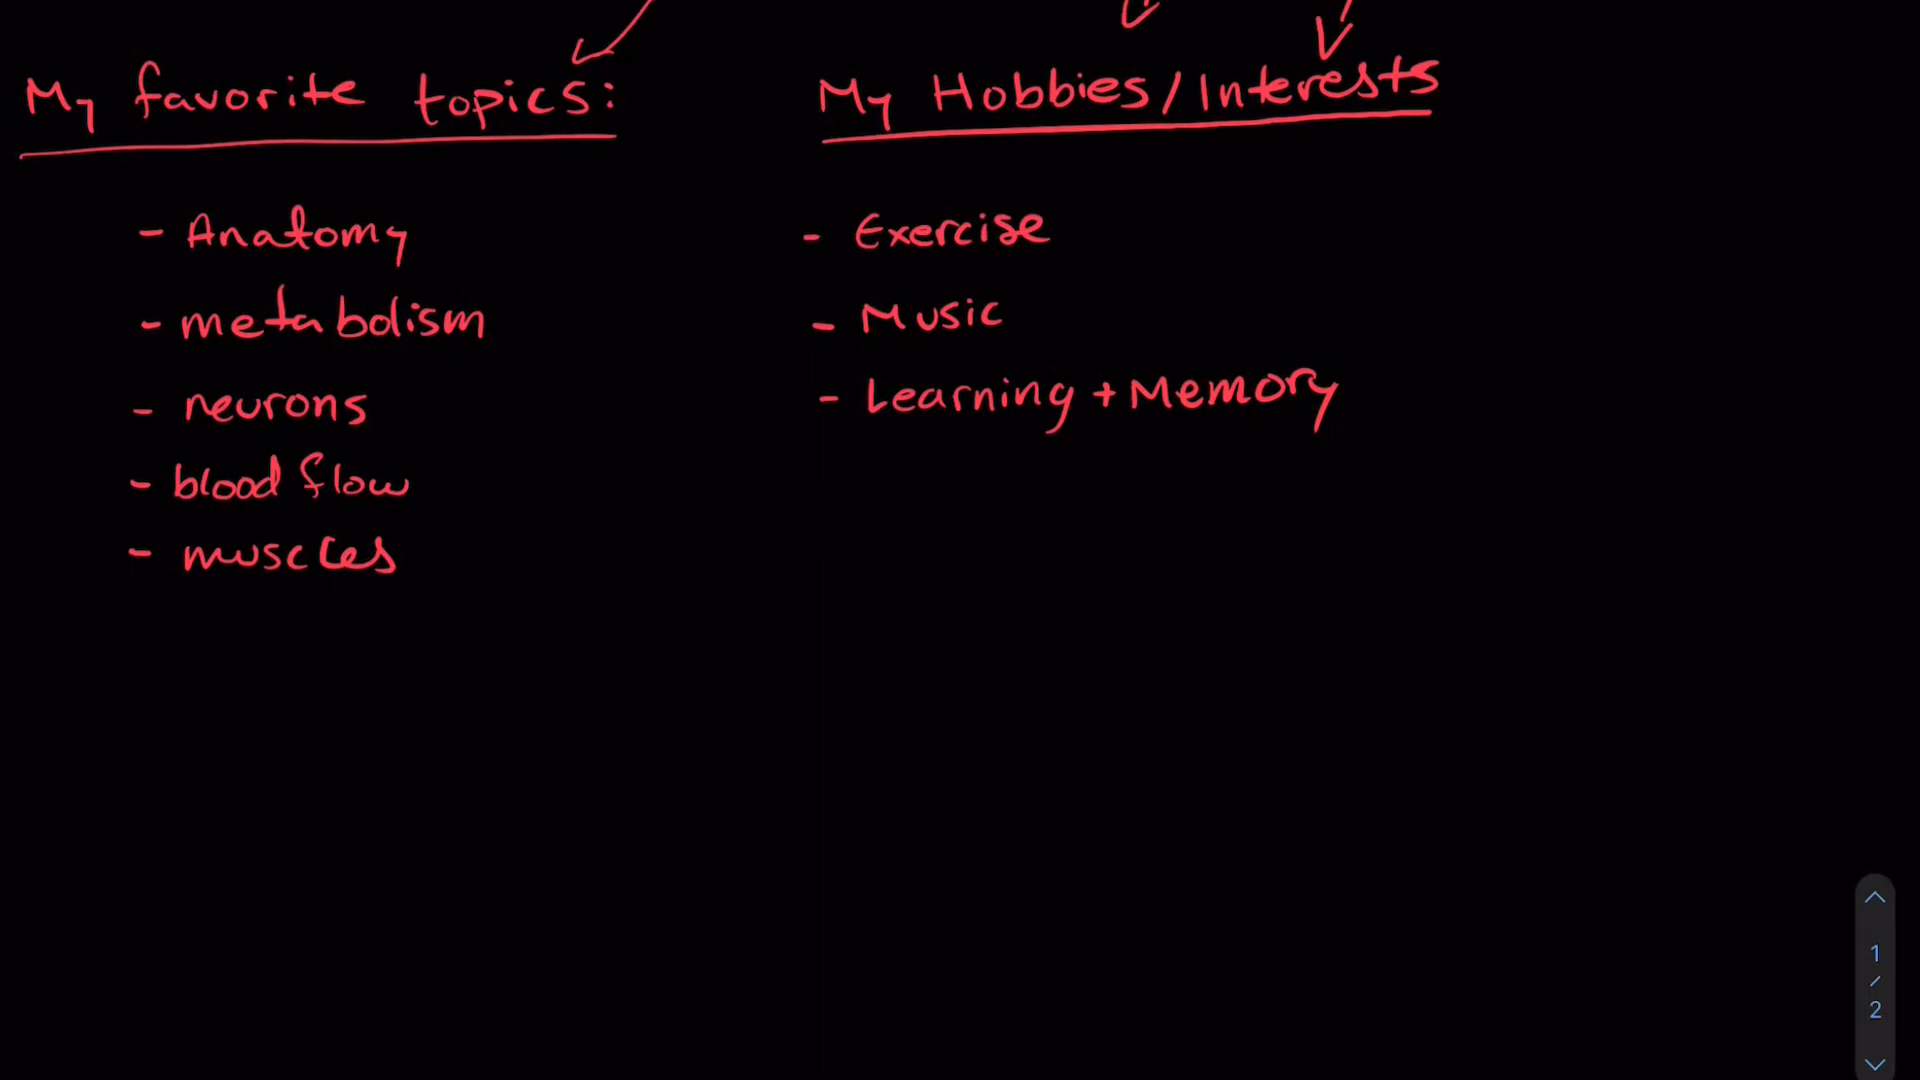 My favorite topics:
- Anatomy
- metabolism
- neurons
- blood flow
- muscles
My Hobbies/Interests
- Exercise
- Music
- Learning + Memory
1
/
2